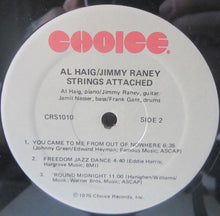 CHOICE®
AL HAIG/JIMMY RANEY
STRINGS ATTACHED
Al Haig, piano/Jimmy Raney, guitar
Jamil Nasser, bass/Frank Gant, drums
CRS1010
SIDE 2
1. YOU CAME TO ME FROM OUT OF NOWHERE 6:35
(Johnny Green/Edward Heyman; Famous Music, ASCAP)
2. FREEDOM JAZZ DANCE 4:40 (Eddie Harris,
Hargrove Music; BMI)
3. 'ROUND MIDNIGHT 11:00 (Hanighen/Williams/
Monk, Warner Bros. Music, ASCAP)
©1975 Choice Records, Inc.